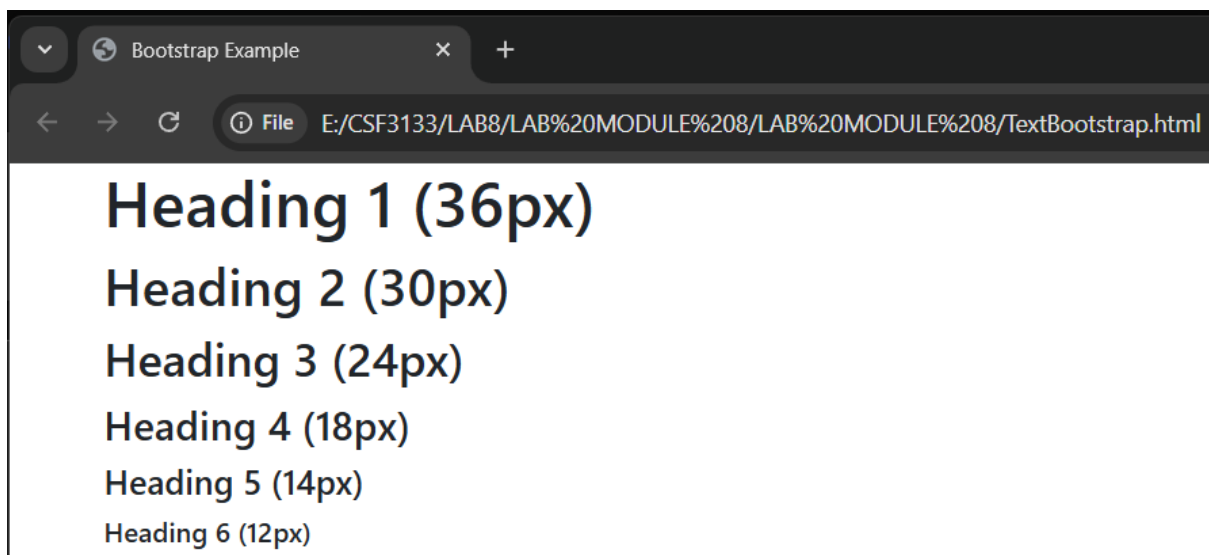 Bootstrap Example
File E:/CSF3133/LAB8/LAB%20MODULE%208/LAB%20MODULE%208/TextBootstrap.html
Heading 1 (36px)
Heading 2 (30px)
Heading 3 (24px)
Heading 4 (18px)
Heading 5 (14px)
Heading 6 (12px)